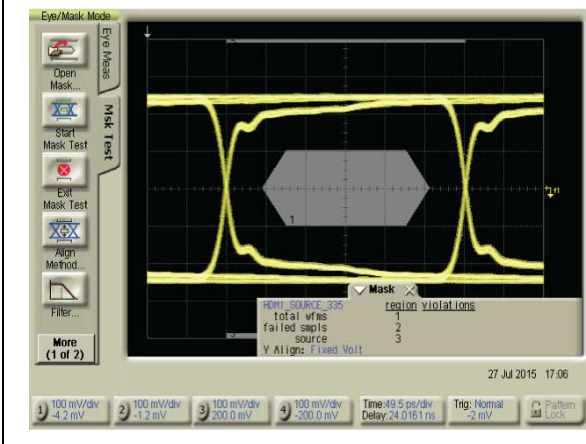 Eye/Mask Mode
Eye Meas
Msk Test
Open
Mask...
Start
Mask Test
Exit
Mask Test
Align
Method...
Filter...
More
(1 of 2)
1
Mask
HDMI_SOURCE_335 region violations
total wfms 1
failed smpls 2
source 3
Y Align: Fixed Volt
27 Jul 2015 17:06
1) 100 mV/div
-4.2 mV
2) 100 mV/div
-1.2 mV
3) 100 mV/div
200.0 mV
4) 100 mV/div
-200.0 mV
Time:49.5 ps/div
Delay:24.0161 ns
Trig: Normal
-2 mV
Pattern
Lock